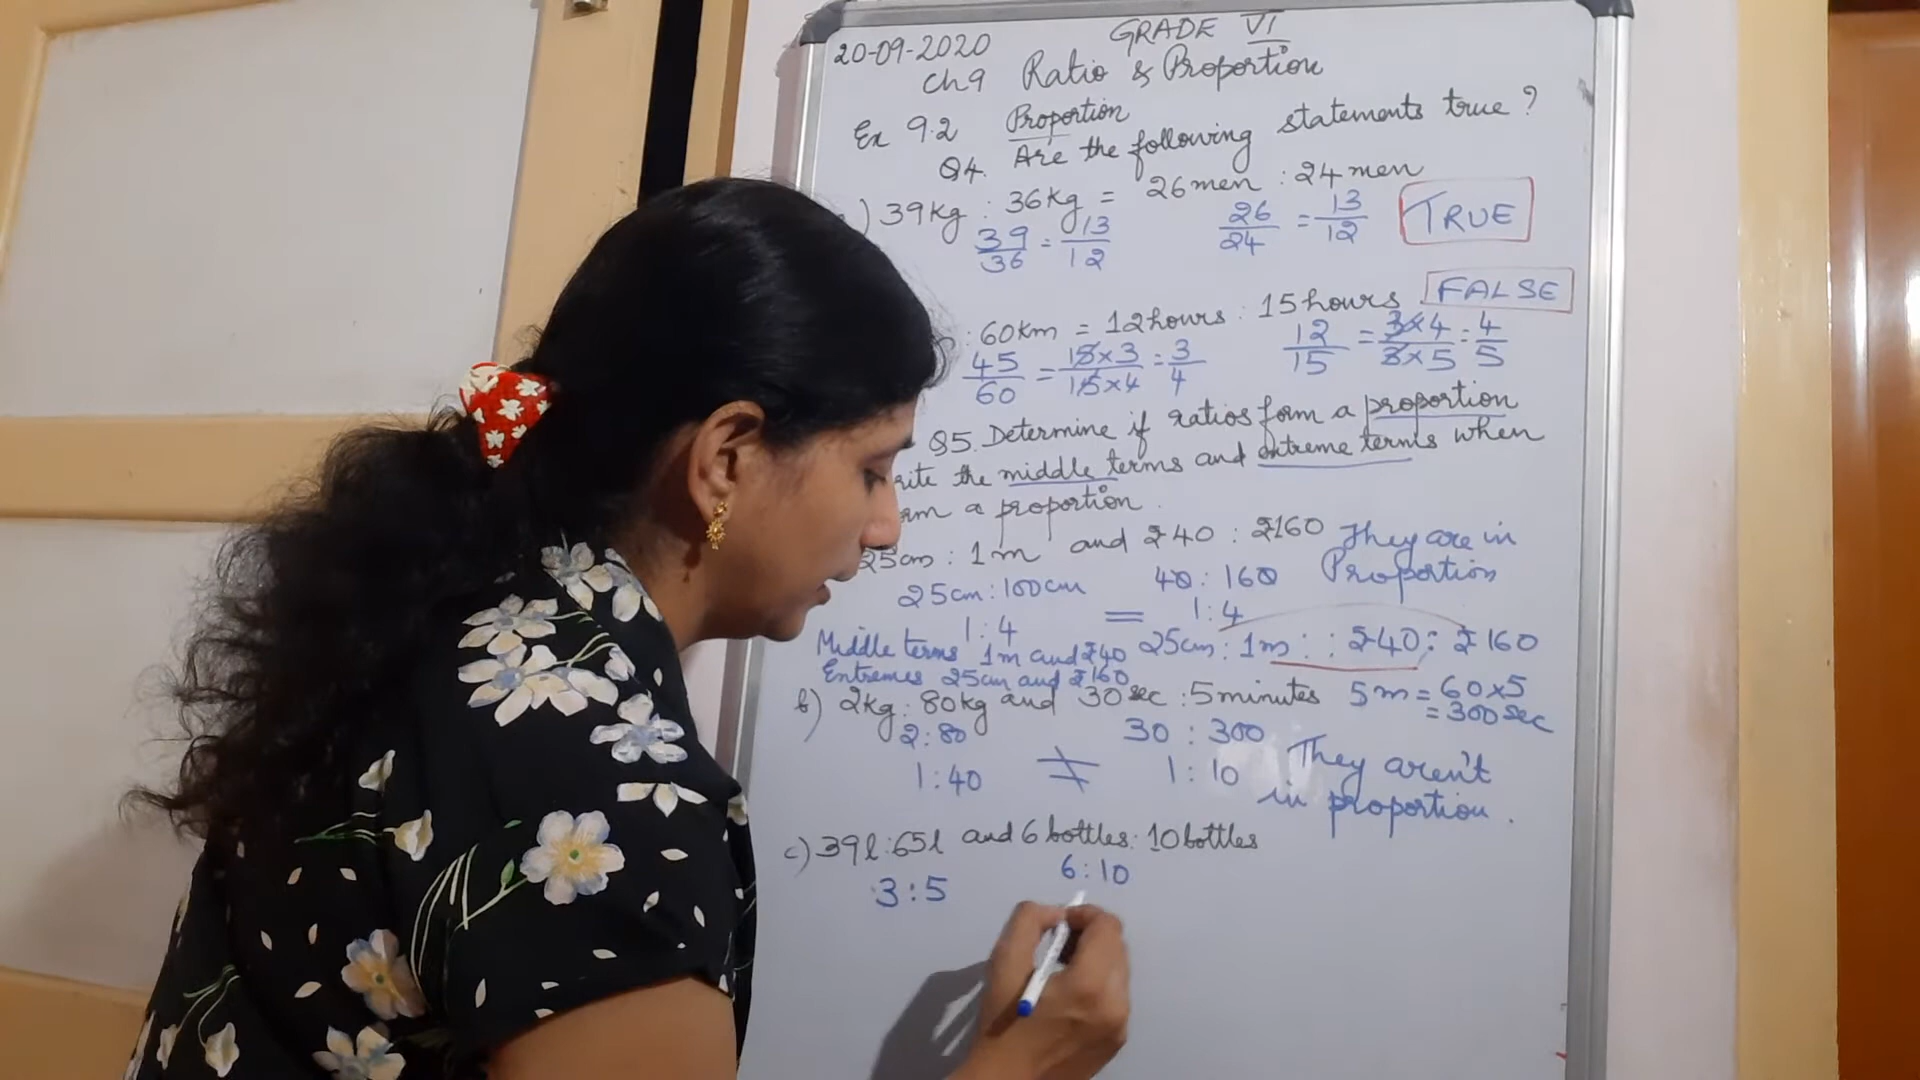 20-09-2020 GRADE VI
Ch 9 Ratio & Proportion
Ex 9.2 Proportion
Q4. Are the following statements true?
) 39kg : 36kg = 26men : 24men
39/36 = 13/12 26/24 = 13/12 TRUE
: 60km = 12hours : 15hours FALSE
45/60 = 15×3/15×4 = 3/4 12/15 = 3×4/3×5 = 4/5
Q5. Determine if ratios form a proportion
rite the middle terms and extreme terms when
a proportion.
25cm : 1m and ₹40 : ₹160 They are in
25cm : 100cm 40 : 160 Proportion
1 : 4 = 1 : 4
Middle terms 1m and ₹40 25cm : 1m : : ₹40 : ₹160
Extremes 25cm and ₹160
b) 2kg : 80kg and 30sec : 5minutes 5m = 60×5
= 300sec
2 : 80 30 : 300
1 : 40 ≠ 1 : 10 They aren't
in proportion.
c) 39l : 65l and 6 bottles : 10bottles
3 : 5 6 : 10